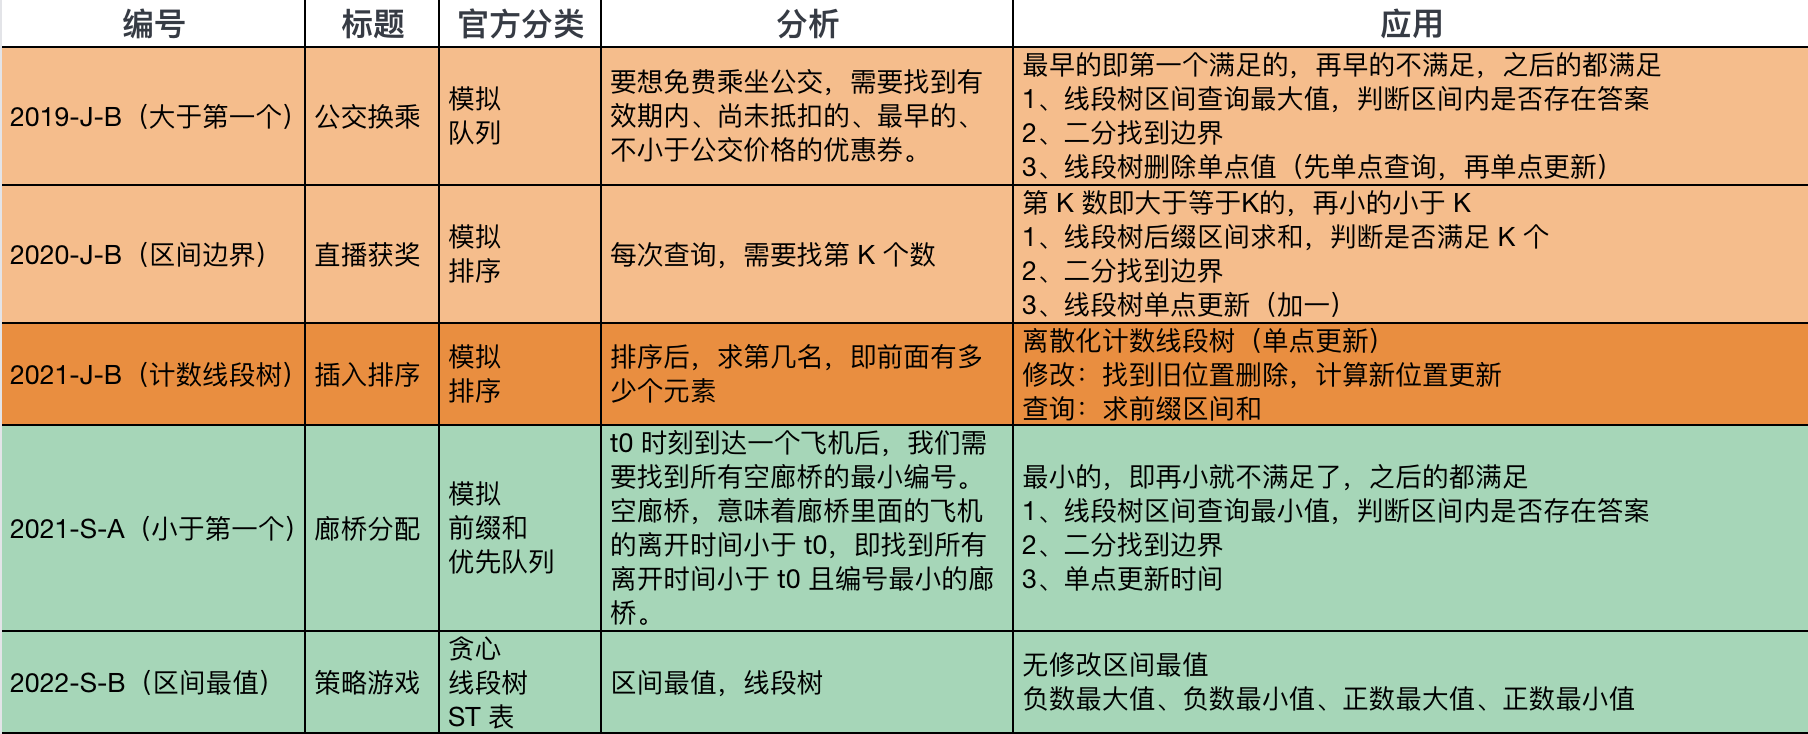 编号 标题 官方分类 分析 应用
2019-J-B（大于第一个）
公交换乘
模拟
队列
要想免费乘坐公交，需要找到有
效期内、尚未抵扣的、最早的、
不小于公交价格的优惠券。
最早的即第一个满足的，再早的不满足，之后的都满足
1、线段树区间查询最大值，判断区间内是否存在答案
2、二分找到边界
3、线段树删除单点值（先单点查询，再单点更新）
2020-J-B（区间边界）
直播获奖
模拟
排序
每次查询，需要找第 K 个数
第 K 数即大于等于K的，再小的小于 K
1、线段树后缀区间求和，判断是否满足 K 个
2、二分找到边界
3、线段树单点更新（加一）
2021-J-B（计数线段树）
插入排序
模拟
排序
排序后，求第几名，即前面有多
少个元素
离散化计数线段树（单点更新）
修改：找到旧位置删除，计算新位置更新
查询：求前缀区间和
2021-S-A（小于第一个）
廊桥分配
模拟
前缀和
优先队列
t0 时刻到达一个飞机后，我们需
要找到所有空廊桥的最小编号。
空廊桥，意味着廊桥里面的飞机
的离开时间小于 t0，即找到所有
离开时间小于 t0 且编号最小的廊
桥。
最小的，即再小就不满足了，之后的都满足
1、线段树区间查询最小值，判断区间内是否存在答案
2、二分找到边界
3、单点更新时间
2022-S-B（区间最值）
策略游戏
贪心
线段树
ST 表
区间最值，线段树
无修改区间最值
负数最大值、负数最小值、正数最大值、正数最小值